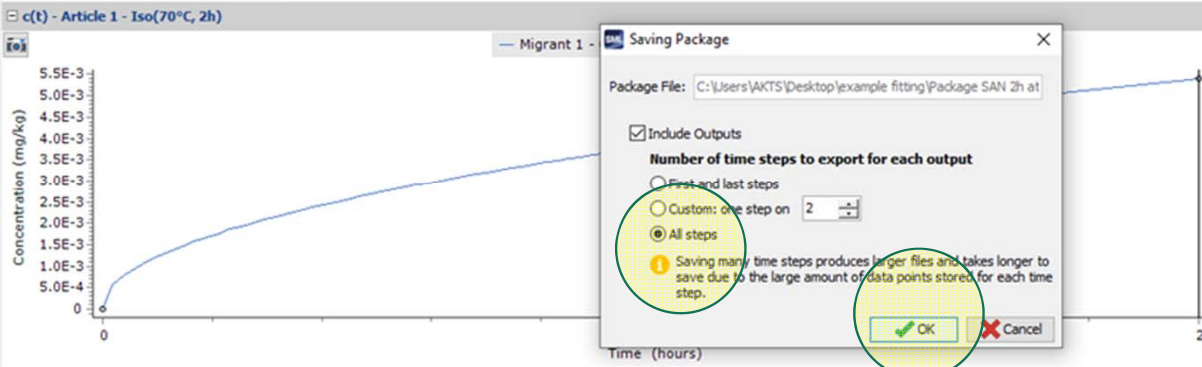 c(t) - Article 1 - Iso(70°C, 2h)
Migrant 1 -
Concentration (mg/kg)
5.5E-3
5.0E-3
4.5E-3
4.0E-3
3.5E-3
3.0E-3
2.5E-3
2.0E-3
1.5E-3
1.0E-3
5.0E-4
0
0
2
Time (hours)
SML Saving Package
Package File: C:\Users\AKTS\Desktop\example fitting\Package SAN 2h at
Include Outputs
Number of time steps to export for each output
First and last steps
Custom: one step on 2
All steps
Saving many time steps produces larger files and takes longer to
save due to the large amount of data points stored for each time
step.
OK Cancel